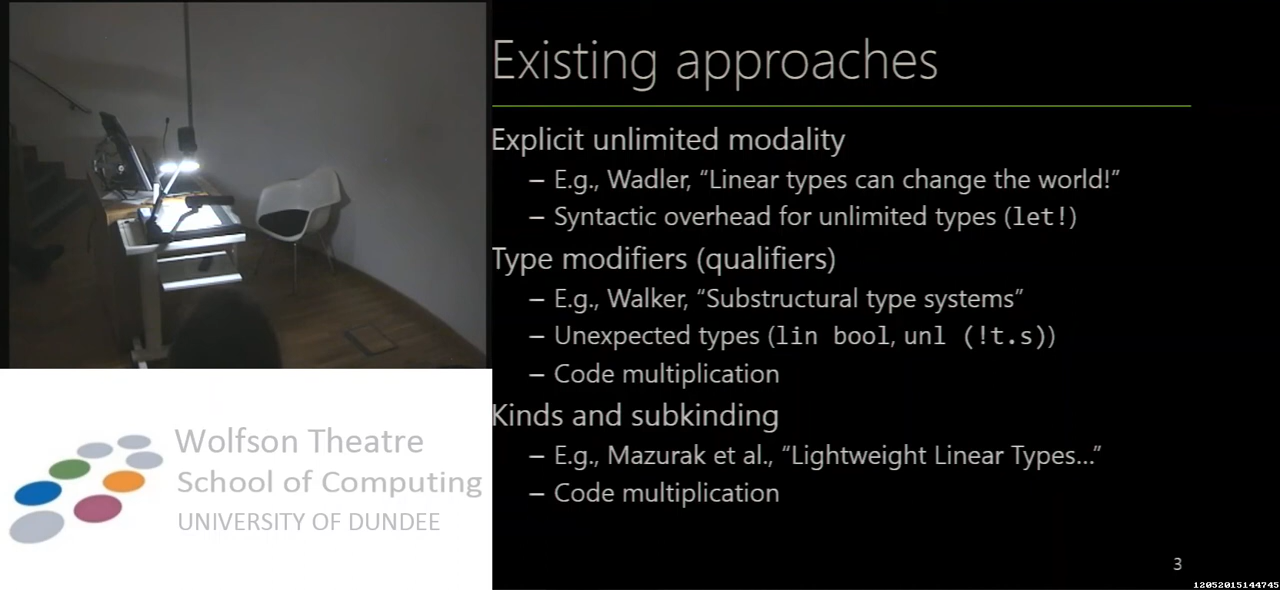 Existing approaches
Explicit unlimited modality
– E.g., Wadler, “Linear types can change the world!”
– Syntactic overhead for unlimited types (let!)
Type modifiers (qualifiers)
– E.g., Walker, “Substructural type systems”
– Unexpected types (lin bool, unl (!t.s))
– Code multiplication
Kinds and subkinding
– E.g., Mazurak et al., “Lightweight Linear Types…”
– Code multiplication
3
Wolfson Theatre
School of Computing
UNIVERSITY OF DUNDEE
12052015144745